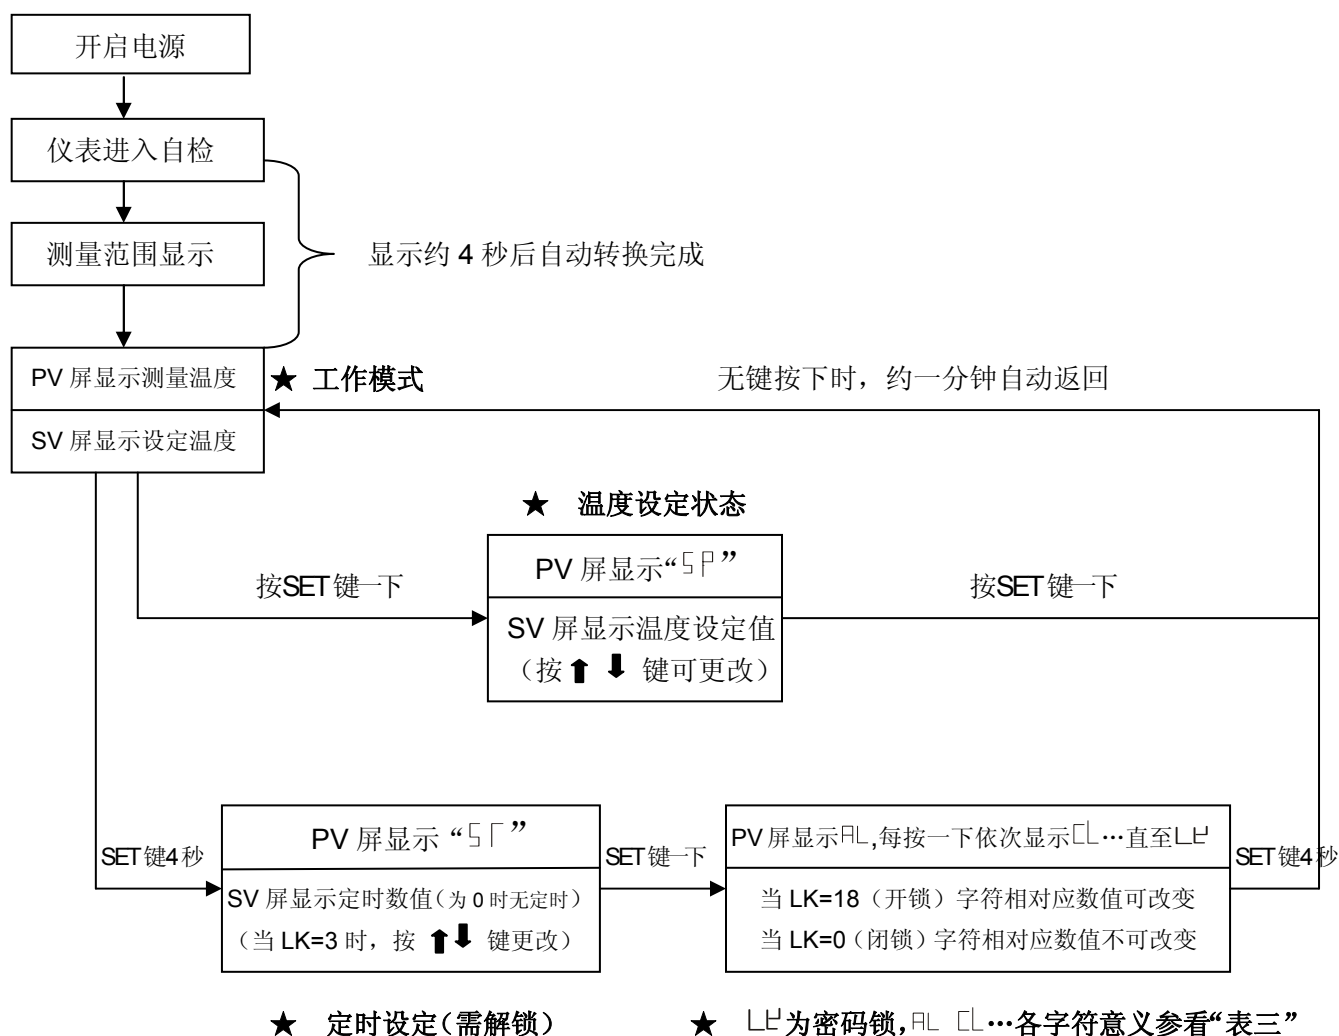 开启电源
仪表进入自检
测量范围显示
显示约 4 秒后自动转换完成
PV 屏显示测量温度
★ 工作模式
无键按下时，约一分钟自动返回
SV 屏显示设定温度
★ 温度设定状态
PV 屏显示“SP”
按SET键一下
按SET键一下
SV 屏显示温度设定值
（按⬆⬇ 键可更改）
PV 屏显示 “ST”
SET键4秒
SV 屏显示定时数值（为 0 时无定时）
（当 LK=3 时，按 ⬆⬇ 键更改）
SET键一下
PV 屏显示AL,每按一下依次显示CL…直至LK
SET键4秒
当 LK=18（开锁）字符相对应数值可改变
当 LK=0（闭锁）字符相对应数值不可改变
★ 定时设定（需解锁）
★ LK为密码锁,AL CL…各字符意义参看“表三”